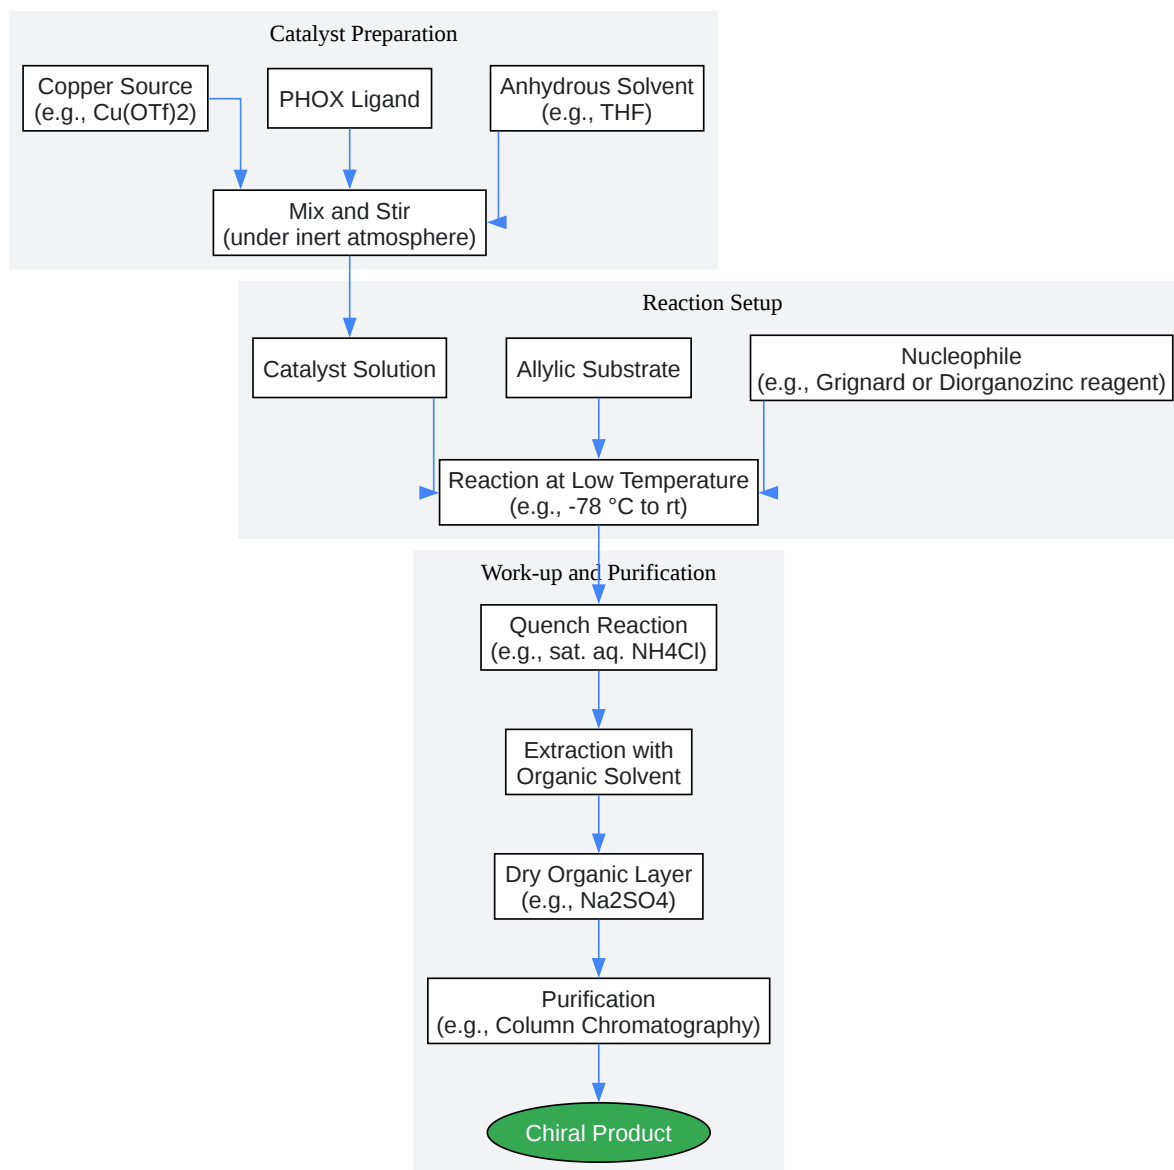 Catalyst Preparation
Copper Source
(e.g., Cu(OTf)2)
PHOX Ligand
Anhydrous Solvent
(e.g., THF)
Mix and Stir
(under inert atmosphere)
Reaction Setup
Catalyst Solution
Allylic Substrate
Nucleophile
(e.g., Grignard or Diorganozinc reagent)
Reaction at Low Temperature
(e.g., -78 °C to rt)
Work-up and Purification
Quench Reaction
(e.g., sat. aq. NH4Cl)
Extraction with
Organic Solvent
Dry Organic Layer
(e.g., Na2SO4)
Purification
(e.g., Column Chromatography)
Chiral Product